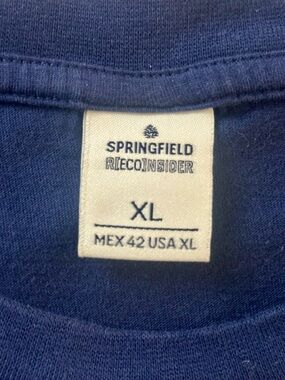 SPRINGFIELD
R[ECO]NSIDER
XL
MEX 42 USA XL